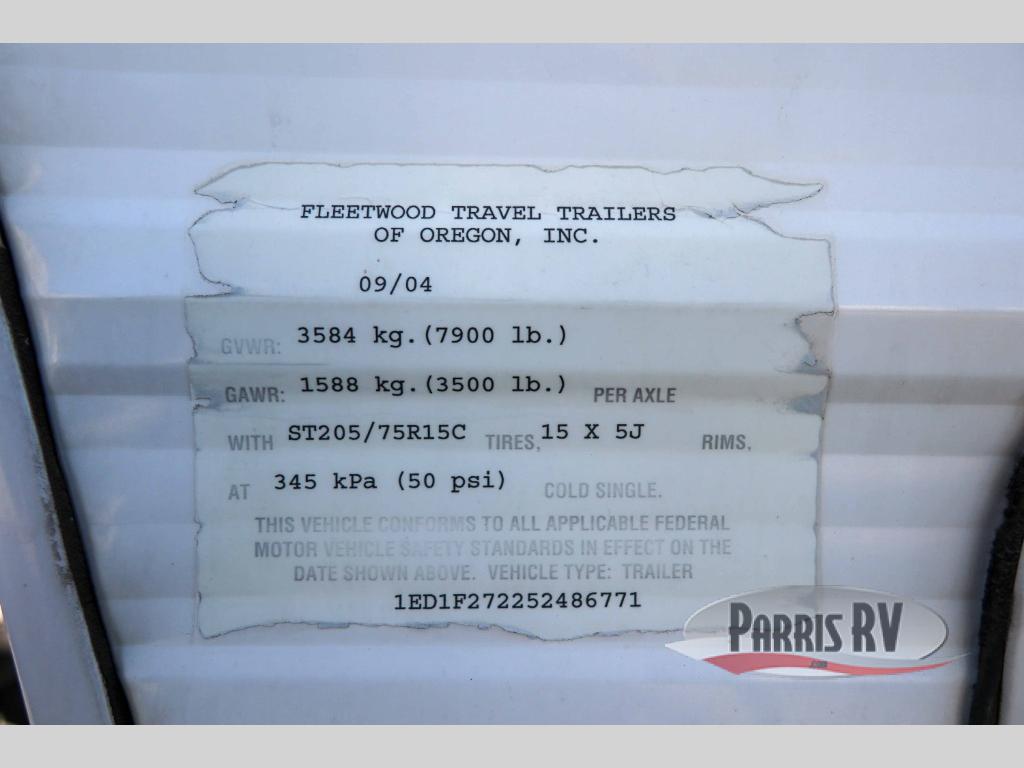 FLEETWOOD TRAVEL TRAILERS
OF OREGON, INC.
09/04
GVWR: 3584 kg.(7900 lb.)
GAWR: 1588 kg.(3500 lb.) PER AXLE
WITH ST205/75R15C TIRES, 15 X 5J RIMS,
AT 345 kPa (50 psi) COLD SINGLE.
THIS VEHICLE CONFORMS TO ALL APPLICABLE FEDERAL
MOTOR VEHICLE SAFETY STANDARDS IN EFFECT ON THE
DATE SHOWN ABOVE. VEHICLE TYPE: TRAILER
1ED1F272252486771
PARRIS RV
.com